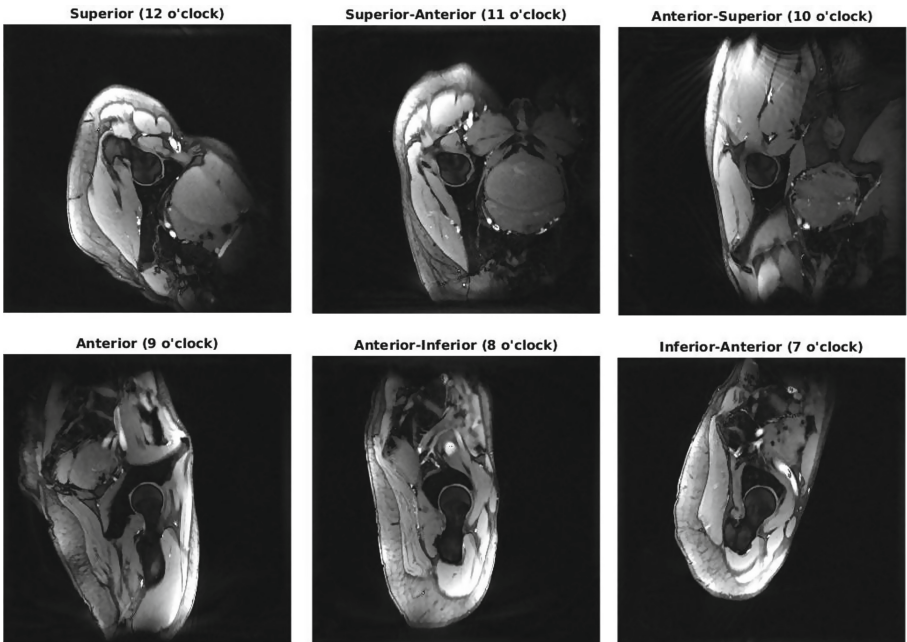 Superior (12 o'clock)
Superior-Anterior (11 o'clock)
Anterior-Superior (10 o'clock)
Anterior (9 o'clock)
Anterior-Inferior (8 o'clock)
Inferior-Anterior (7 o'clock)